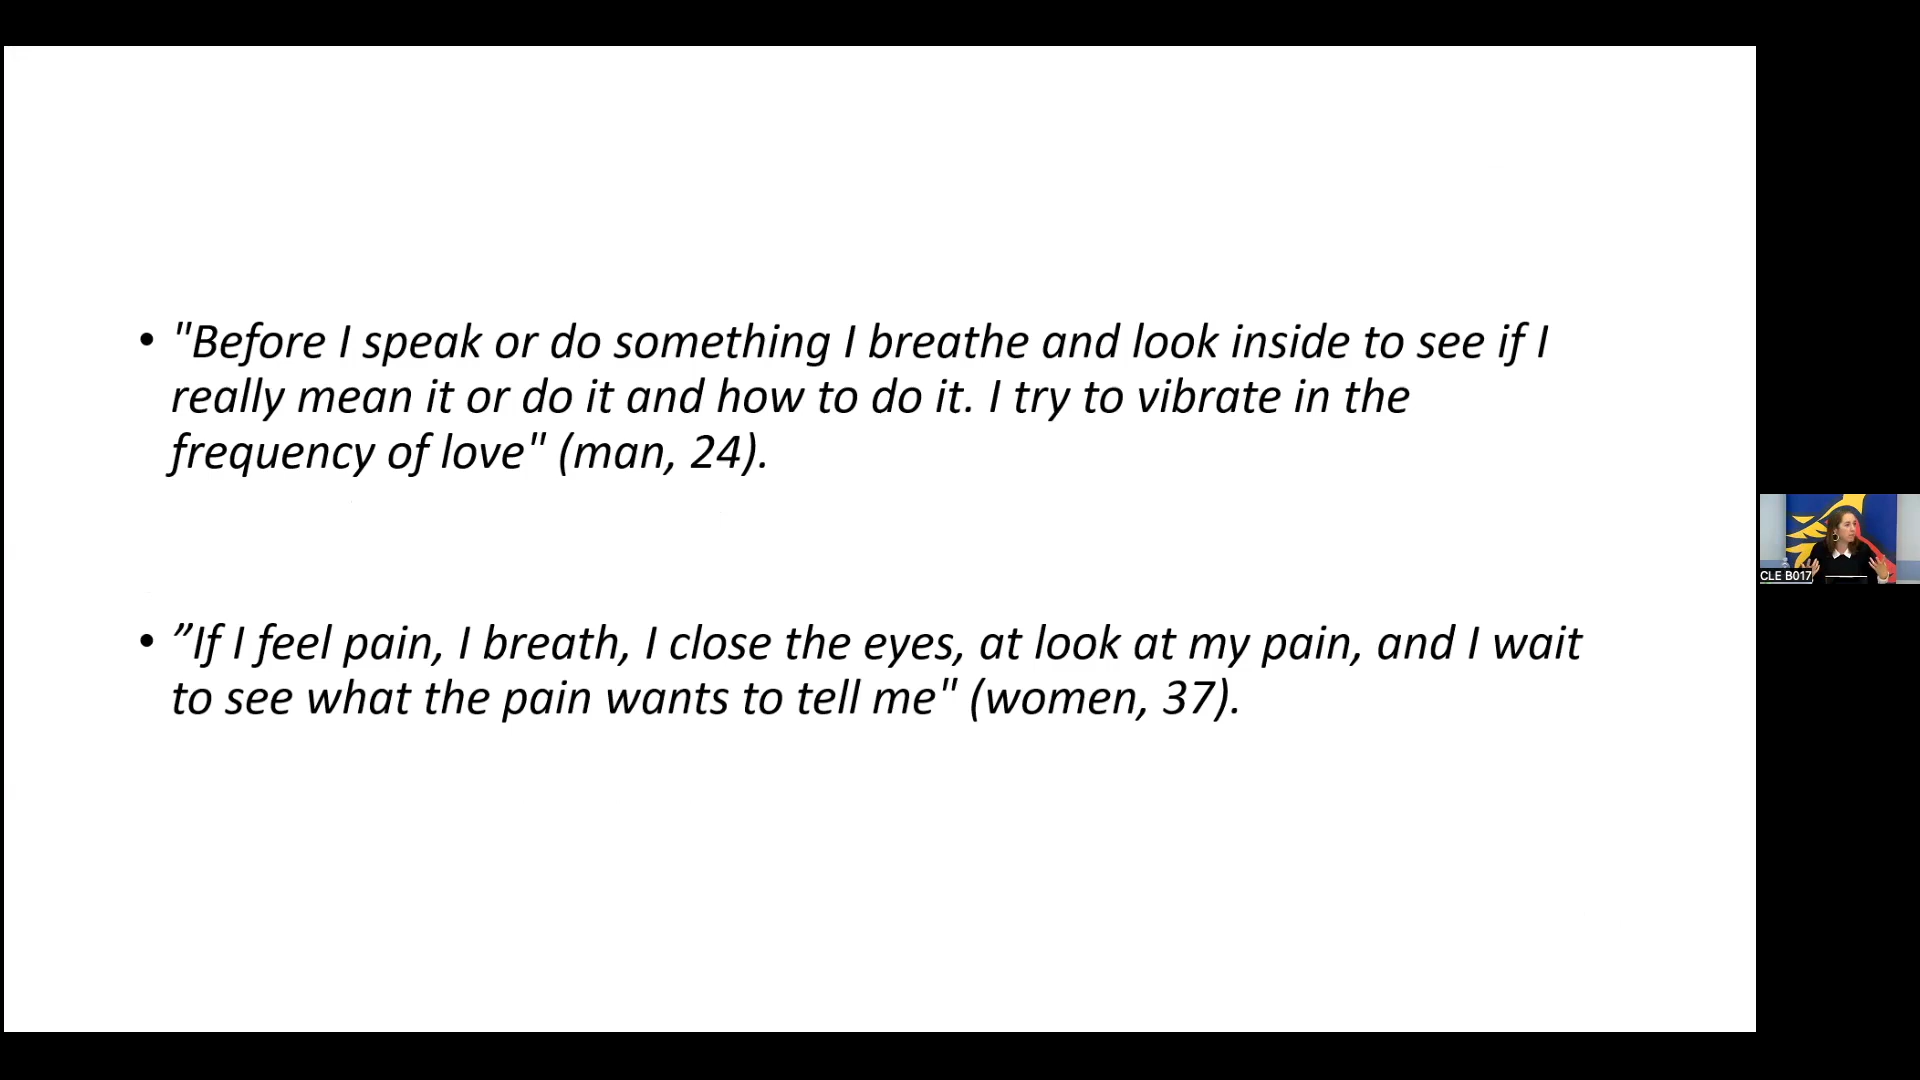 • "Before I speak or do something I breathe and look inside to see if I
really mean it or do it and how to do it. I try to vibrate in the
frequency of love" (man, 24).
• ”If I feel pain, I breath, I close the eyes, at look at my pain, and I wait
to see what the pain wants to tell me" (women, 37).
CLE B017